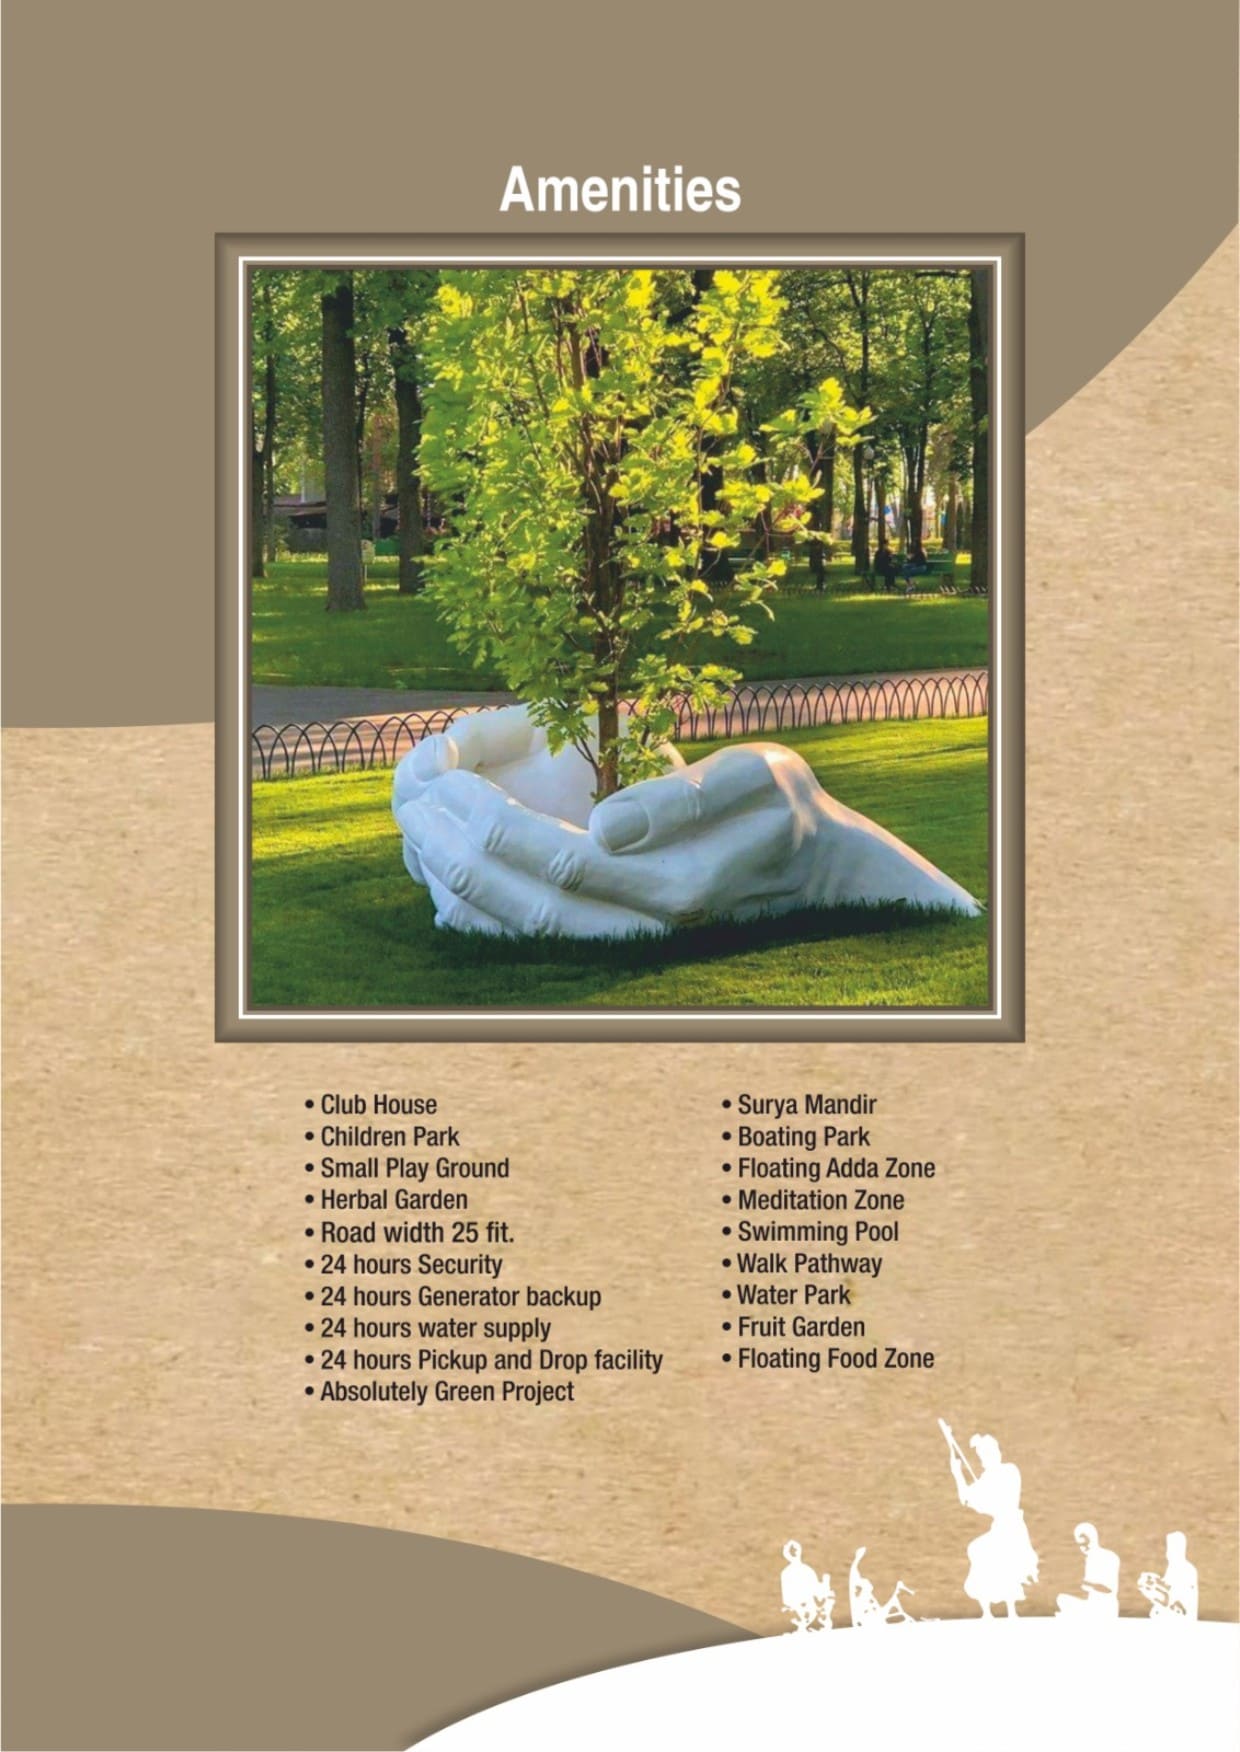 Amenities
• Club House
• Children Park
• Small Play Ground
• Herbal Garden
• Road width 25 fit.
• 24 hours Security
• 24 hours Generator backup
• 24 hours water supply
• 24 hours Pickup and Drop facility
• Absolutely Green Project
• Surya Mandir
• Boating Park
• Floating Adda Zone
• Meditation Zone
• Swimming Pool
• Walk Pathway
• Water Park
• Fruit Garden
• Floating Food Zone